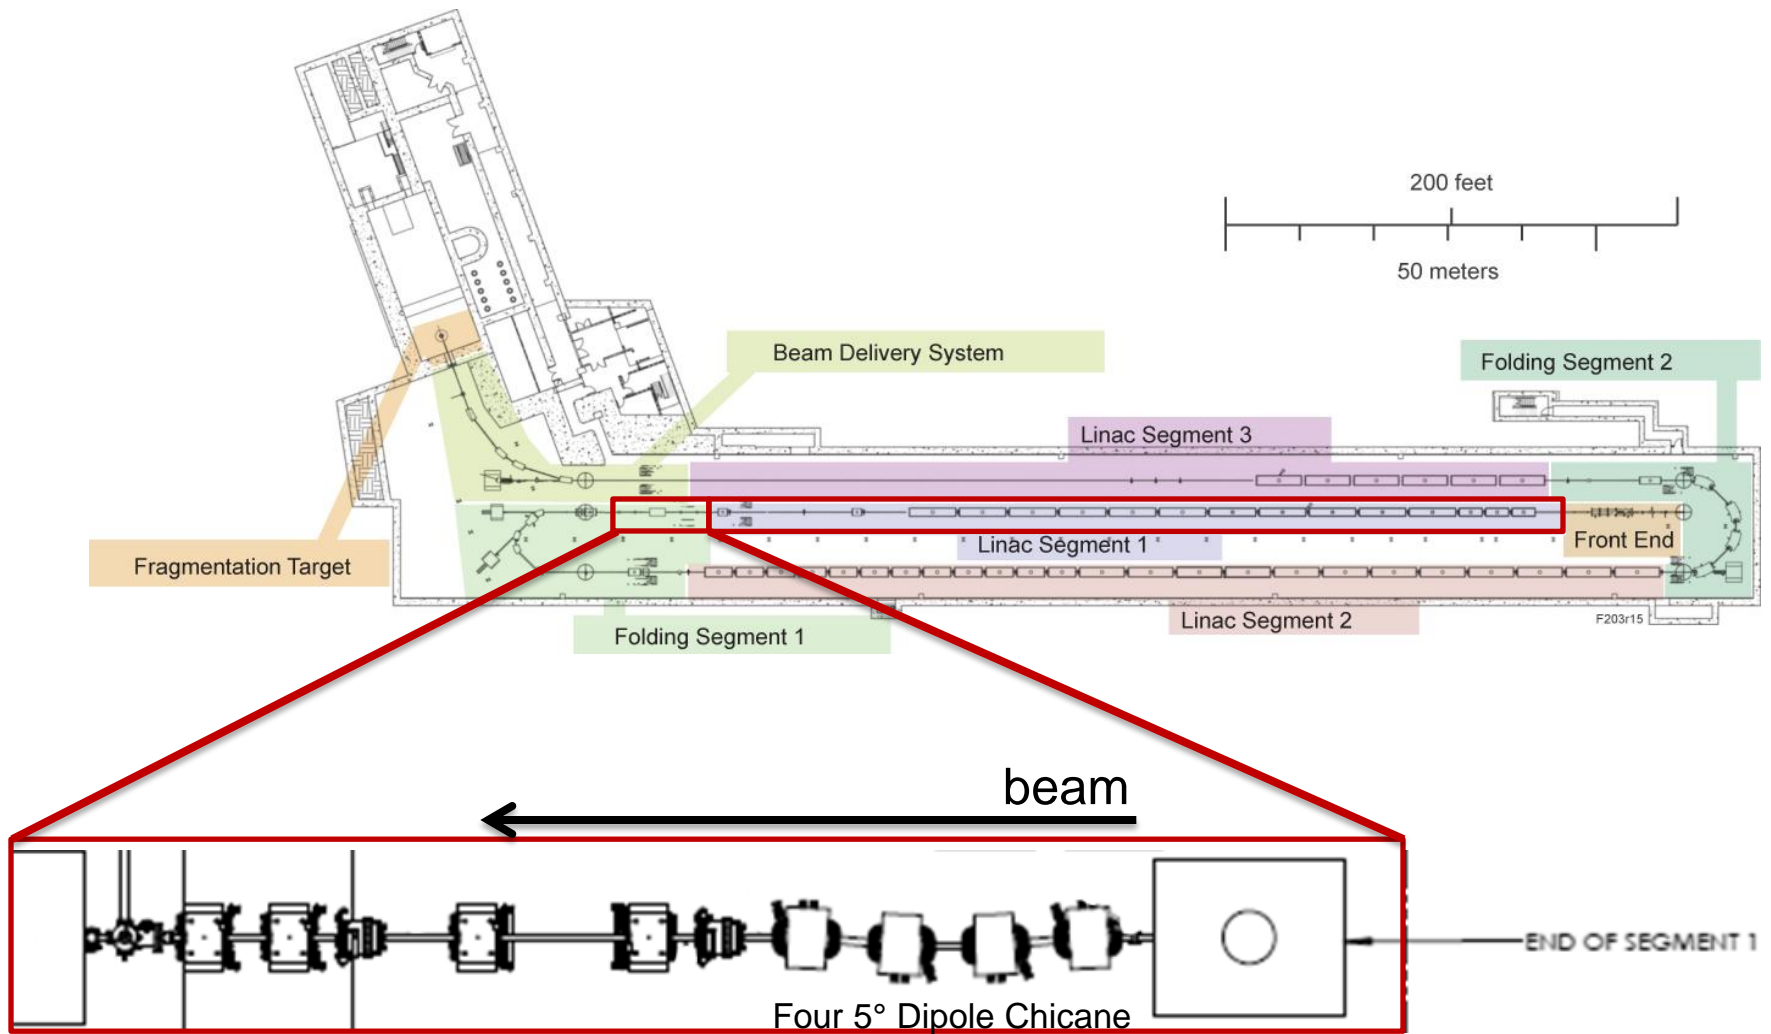 200 feet
50 meters
Beam Delivery System
Folding Segment 2
Linac Segment 3
Linac Segment 1
Front End
Fragmentation Target
Linac Segment 2
F203r15
Folding Segment 1
beam
END OF SEGMENT 1
Four 5° Dipole Chicane